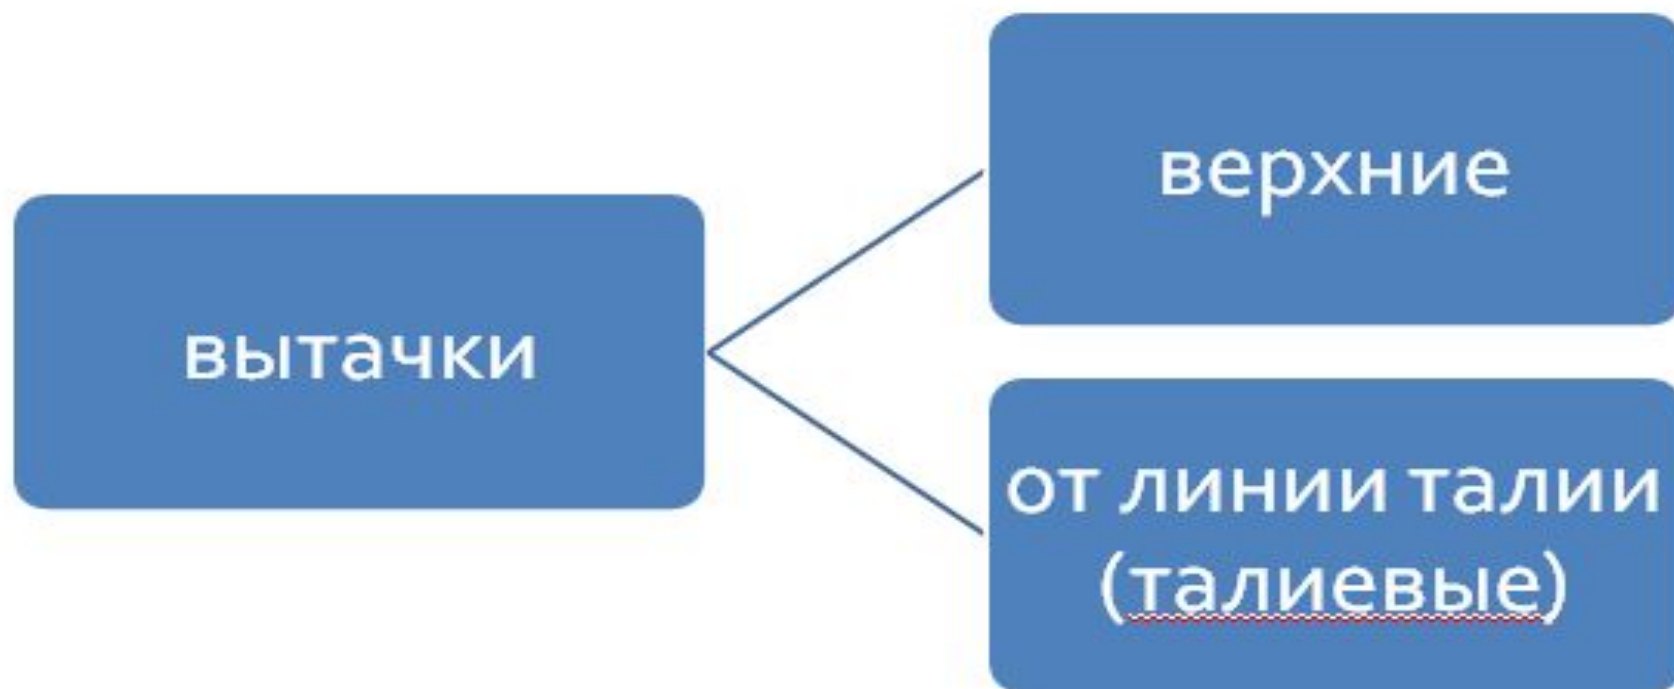 вытачки
верхние
от линии талии
(талиевые)